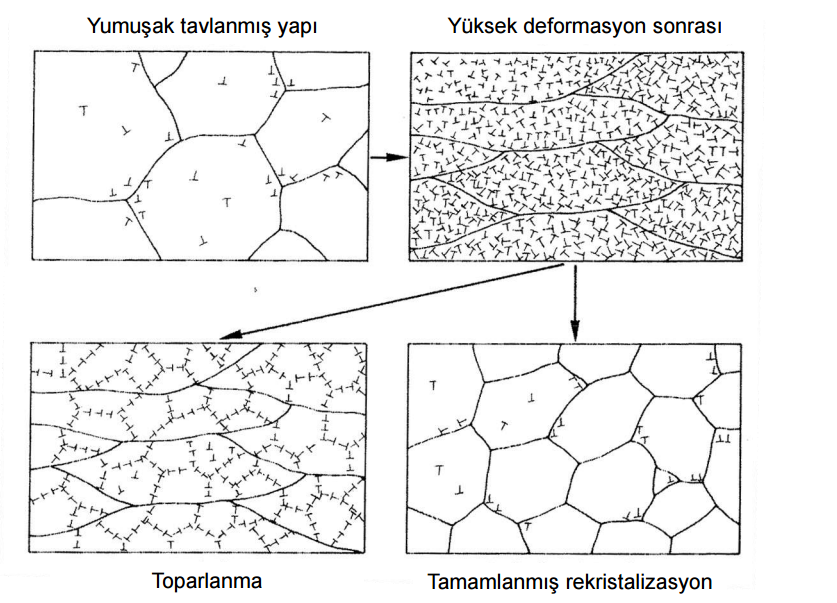 Yumuşak tavlanmış yapı
Yüksek deformasyon sonrası
Toparlanma
Tamamlanmış rekristalizasyon